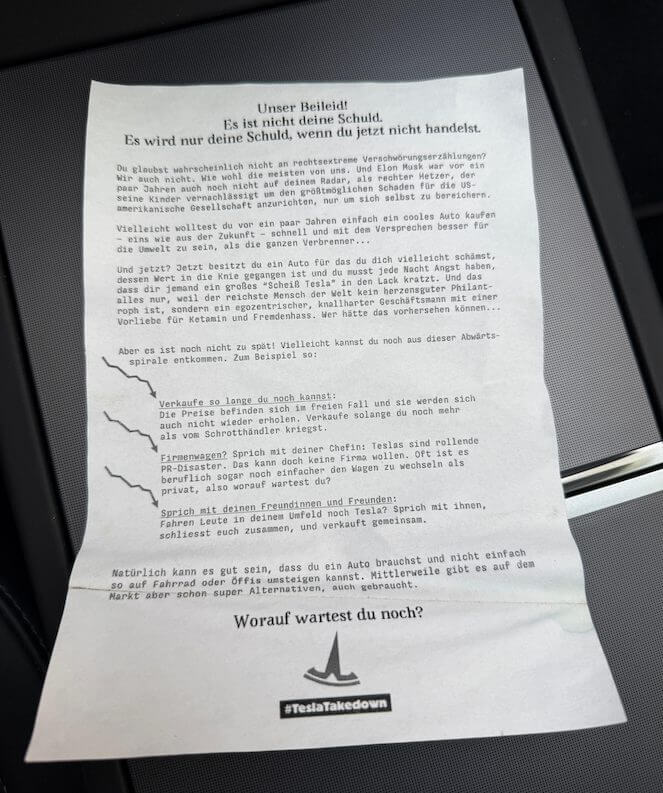 Unser Beileid!
Es ist nicht deine Schuld.
Es wird nur deine Schuld, wenn du jetzt nicht handelst.
Du glaubst wahrscheinlich nicht an rechtsextreme Verschwörungserzählungen?
Wir auch nicht. Wie wohl die meisten von uns. Und Elon Musk war vor ein
paar Jahren auch noch nicht auf deinem Radar, als rechter Hetzer, der
seine Kinder vernachlässigt um den größtmöglichen Schaden für die US-
amerikanische Gesellschaft anzurichten, nur um sich selbst zu bereichern.
Vielleicht wolltest du vor ein paar Jahren einfach ein cooles Auto kaufen
– eins wie aus der Zukunft – schnell und mit dem Versprechen besser für
die Umwelt zu sein, als die ganzen Verbrenner...
Und jetzt? Jetzt besitzt du ein Auto für das du dich vielleicht schämst,
dessen Wert in die Knie gegangen ist und du musst jede Nacht Angst haben,
dass dir jemand ein großes "Scheiß Tesla" in den Lack kratzt. Und das
alles nur, weil der reichste Mensch der Welt kein herzensguter Philant-
roph ist, sondern ein egozentrischer, knallharter Geschäftsmann mit einer
Vorliebe für Ketamin und Fremdenhass. Wer hätte das vorhersehen können...
Aber es ist noch nicht zu spät! Vielleicht kannst du noch aus dieser Abwärts-
spirale entkommen. Zum Beispiel so:
Verkaufe so lange du noch kannst:
Die Preise befinden sich im freien Fall und sie werden sich
auch nicht wieder erholen. Verkaufe solange du noch mehr
als vom Schrotthändler kriegst.
Firmenwagen? Sprich mit deiner Chefin: Teslas sind rollende
PR-Disaster. Das kann doch keine Firma wollen. Oft ist es
beruflich sogar noch einfacher den Wagen zu wechseln als
privat, also worauf wartest du?
Sprich mit deinen Freundinnen und Freunden:
Fahren Leute in deinem Umfeld noch Tesla? Sprich mit ihnen,
schliesst euch zusammen, und verkauft gemeinsam.
Natürlich kann es gut sein, dass du ein Auto brauchst und nicht einfach
so auf Fahrrad oder Öffis umsteigen kannst. Mittlerweile gibt es auf dem
Markt aber schon super Alternativen, auch gebraucht.
Worauf wartest du noch?
#TeslaTakedown